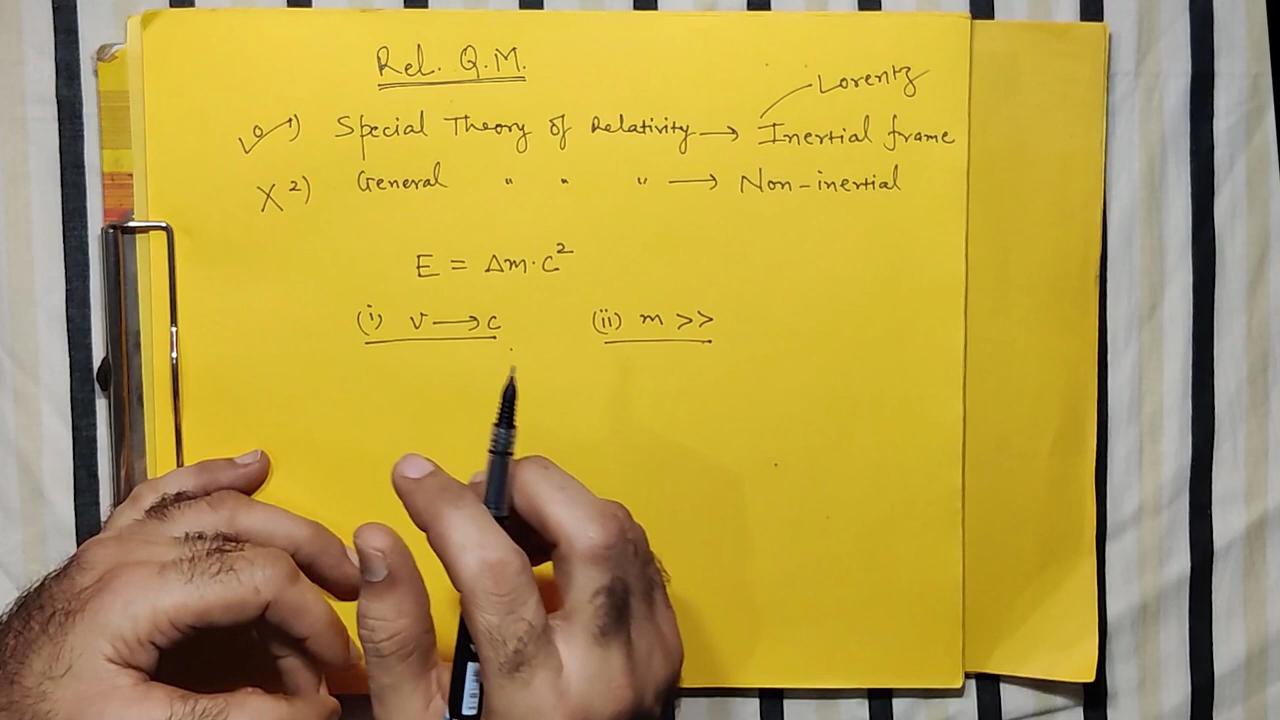 Rel. Q.M.
Lorentz
1) Special Theory of Relativity → Inertial frame
X 2) General " " " → Non-inertial
E = Δm·c²
(i) v → c (ii) m >>